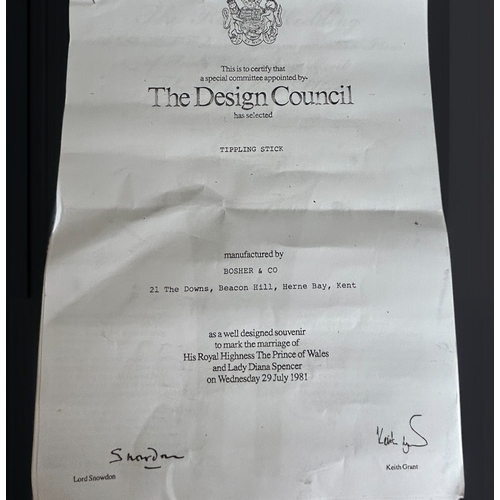 This is to certify that
a special committee appointed by-
The Design Council
has selected
TIPPLING STICK
manufactured by
BOSHER & CO
21 The Downs, Beacon Hill, Herne Bay, Kent
as a well designed souvenir
to mark the marriage of
His Royal Highness The Prince of Wales
and Lady Diana Spencer
on Wednesday 29 July 1981
Snowdon
Lord Snowdon
Keith Grant